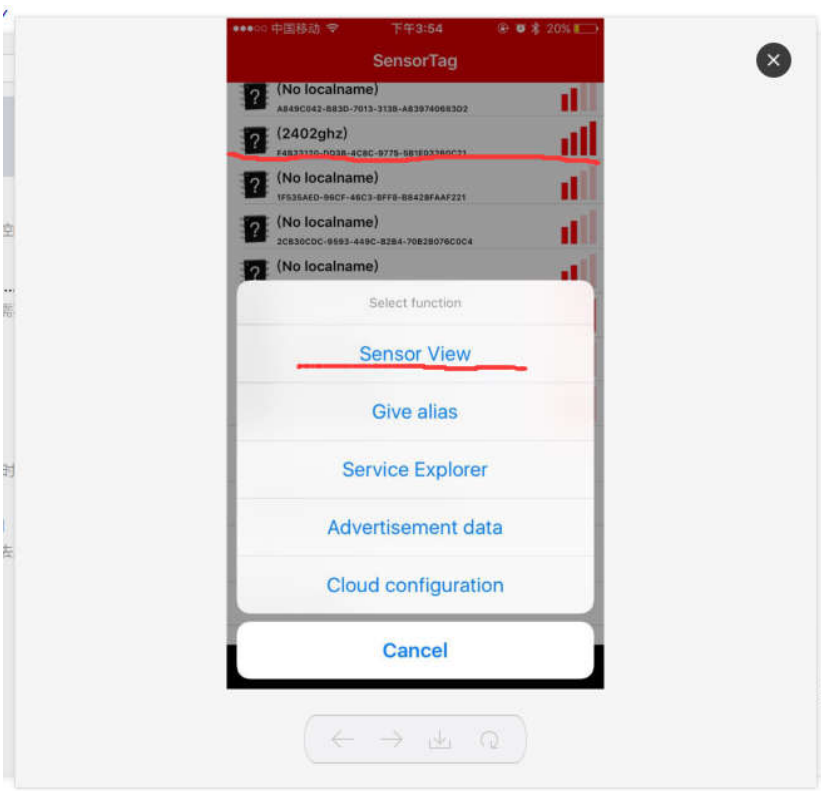 中国移动 下午3:54 20%
SensorTag
(No localname)
A849C042-B83D-7013-313B-A839740683D2
(2402ghz)
(No localname)
1F535AED-96CF-46C3-BFF8-B8428FAAF221
(No localname)
2CB30CDC-9593-449C-82B4-70B28076C0C4
(No localname)
Select function
Sensor View
Give alias
Service Explorer
Advertisement data
Cloud configuration
Cancel